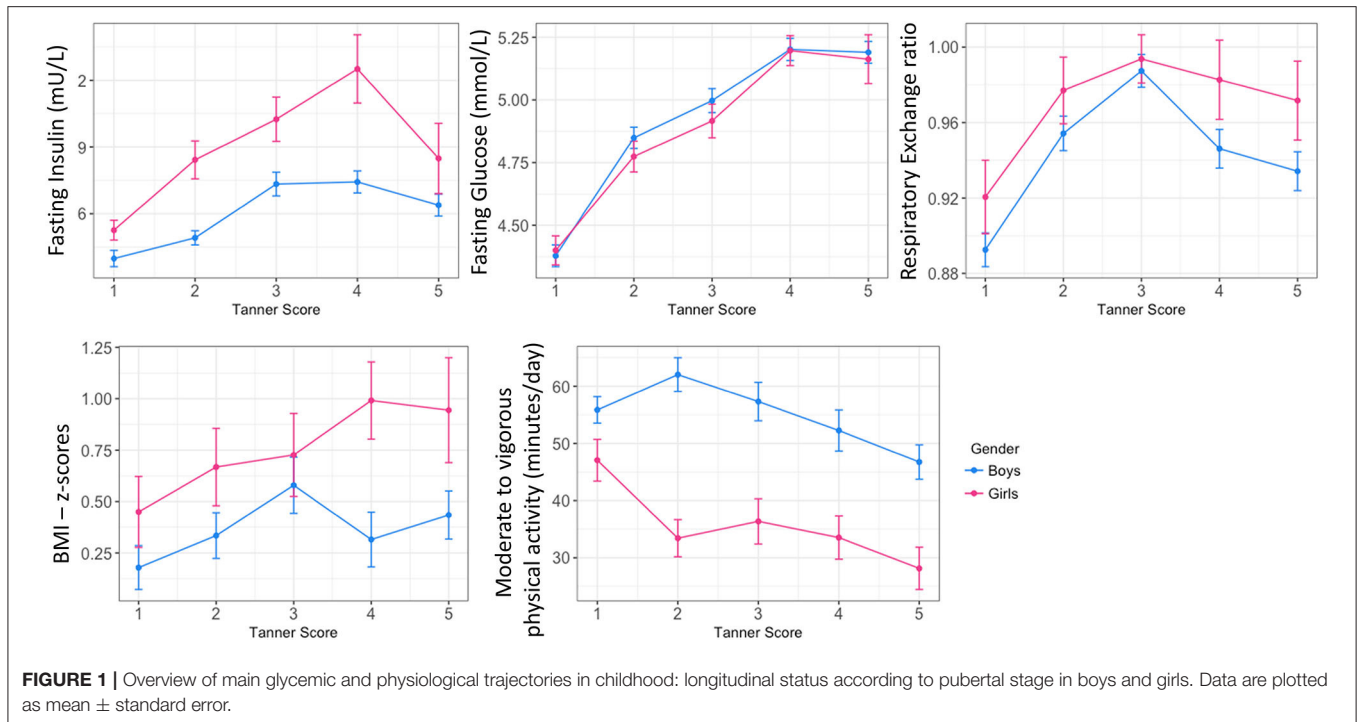 Fasting Insulin (mU/L)
2
9
6
1 2 3 4 5
Tanner Score
Fasting Glucose (mmol/L)
5.25
5.00
4.75
4.50
1 2 3 4 5
Tanner Score
Respiratory Exchange ratio
1.00
0.96
0.92
0.88
1 2 3 4 5
Tanner Score
BMI – z-scores
1.25
1.00
0.75
0.50
0.25
1 2 3 4 5
Tanner Score
Moderate to vigorous
physical activity (minutes/day)
60
50
40
30
1 2 3 4 5
Tanner Score
Gender
Boys
Girls
FIGURE 1 | Overview of main glycemic and physiological trajectories in childhood: longitudinal status according to pubertal stage in boys and girls. Data are plotted
as mean ± standard error.